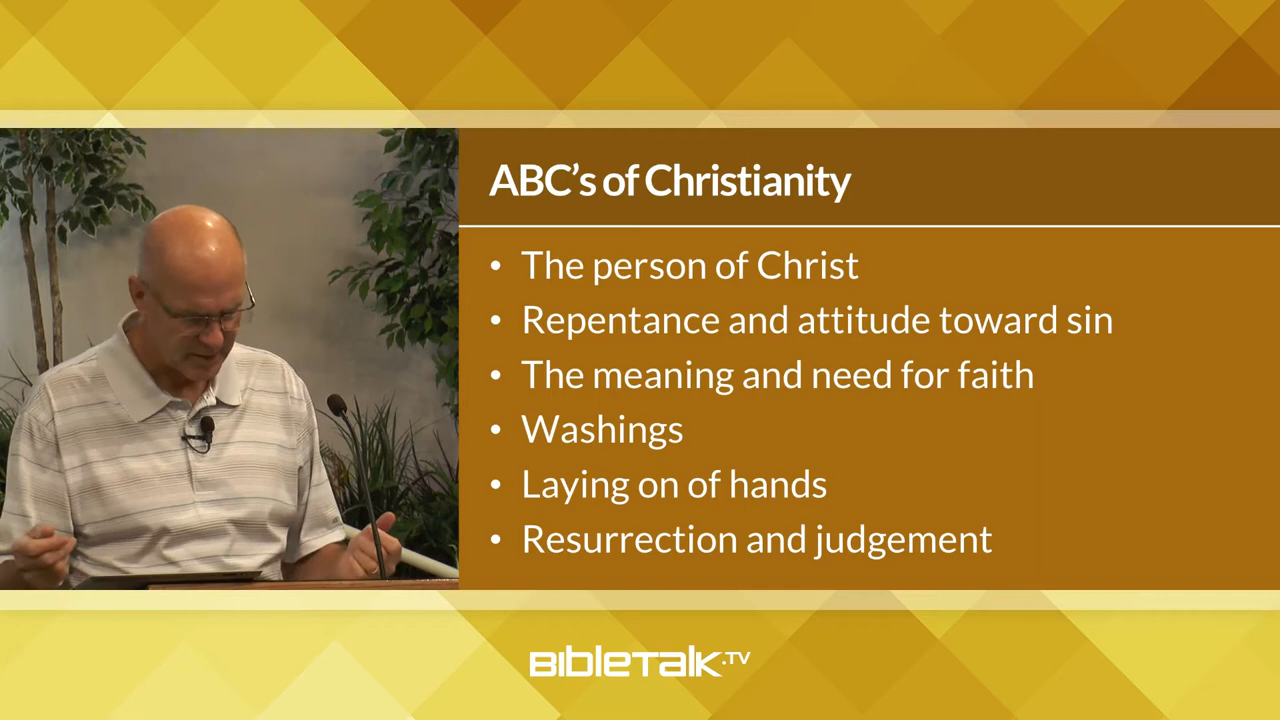 ABC’s of Christianity
• The person of Christ
• Repentance and attitude toward sin
• The meaning and need for faith
• Washings
• Laying on of hands
• Resurrection and judgement
BibleTalk.TV